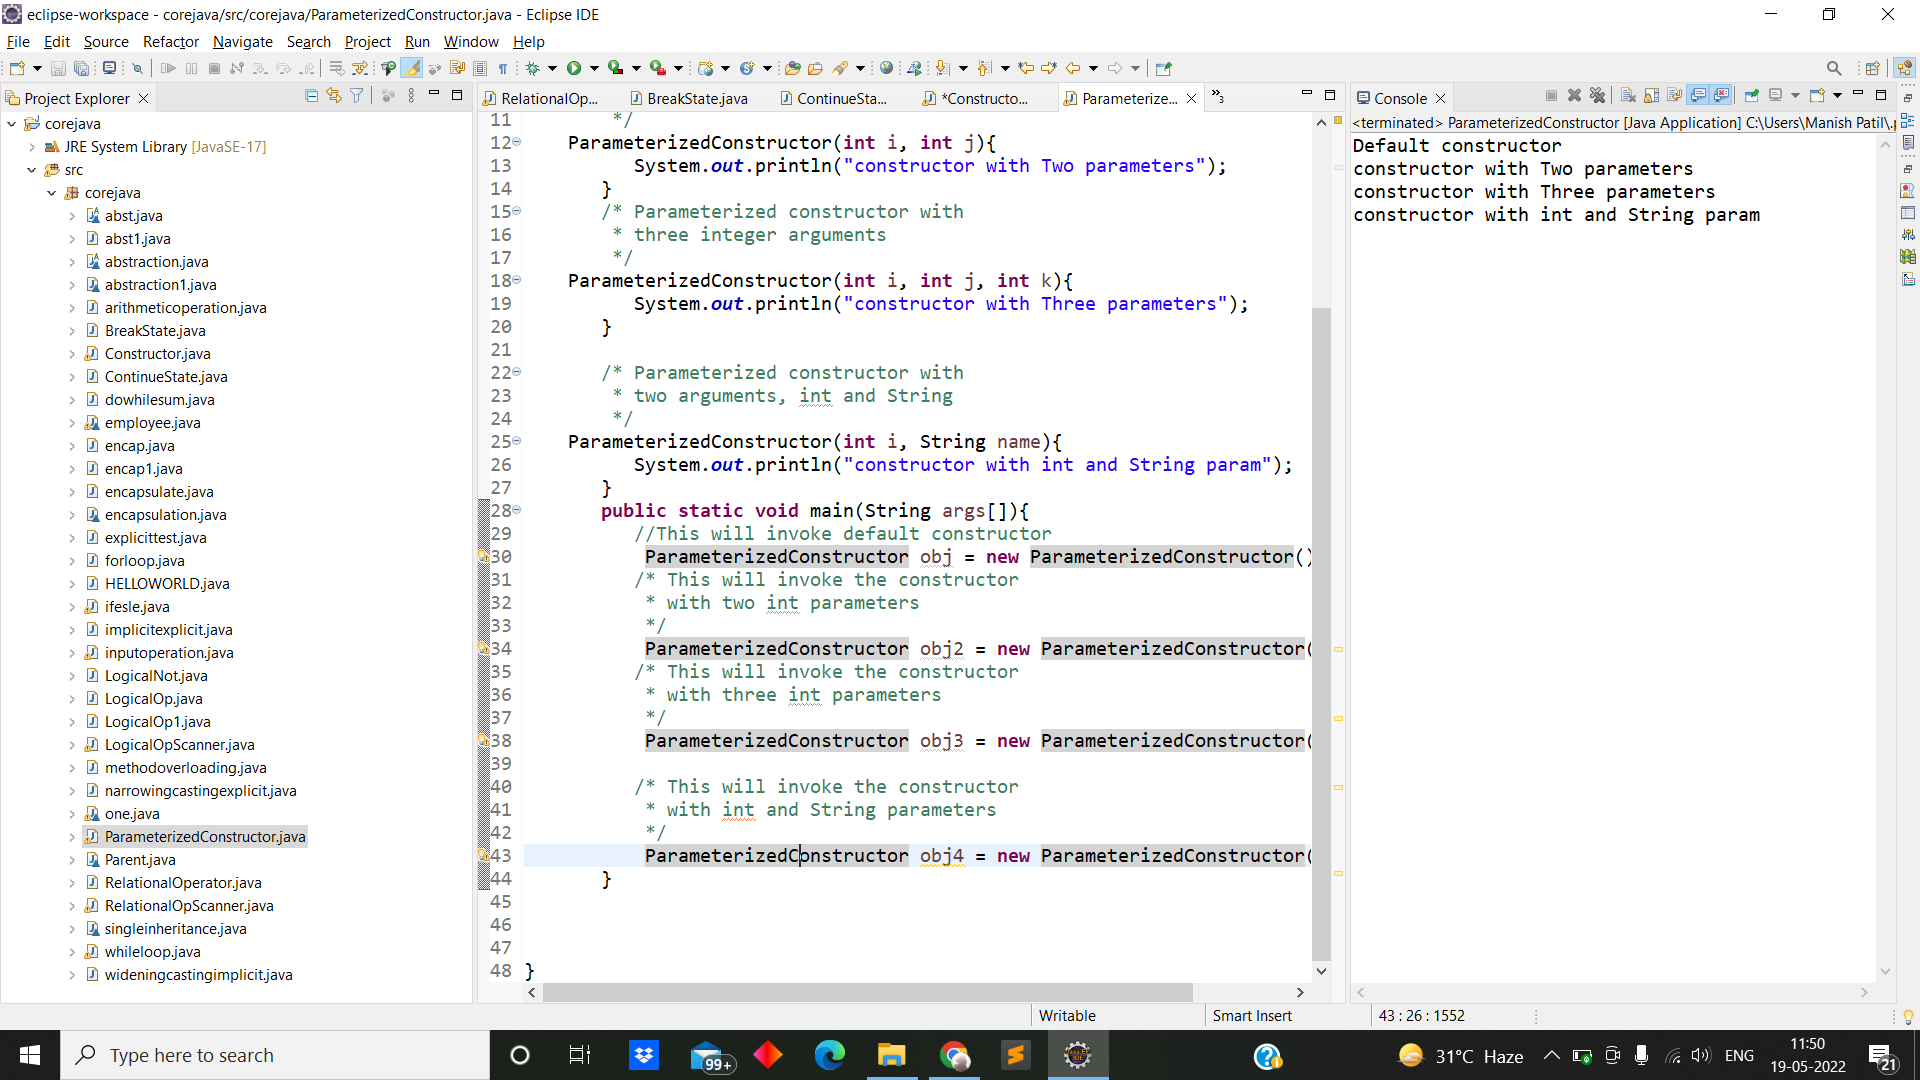 eclipse-workspace - corejava/src/corejava/ParameterizedConstructor.java - Eclipse IDE
File Edit Source Refactor Navigate Search Project Run Window Help
Project Explorer
RelationalOp...
BreakState.java
ContinueSta...
*Constructo...
Parameterize...
3
Console
corejava
JRE System Library [JavaSE-17]
src
corejava
abst.java
abst1.java
abstraction.java
abstraction1.java
arithmeticoperation.java
BreakState.java
Constructor.java
ContinueState.java
dowhilesum.java
employee.java
encap.java
encap1.java
encapsulate.java
encapsulation.java
explicittest.java
forloop.java
HELLOWORLD.java
ifesle.java
implicitexplicit.java
inputoperation.java
LogicalNot.java
LogicalOp.java
LogicalOp1.java
LogicalOpScanner.java
methodoverloading.java
narrowingcastingexplicit.java
one.java
ParameterizedConstructor.java
Parent.java
RelationalOperator.java
RelationalOpScanner.java
singleinheritance.java
whileloop.java
wideningcastingimplicit.java
11 */
12 ParameterizedConstructor(int i, int j){
13 System.out.println("constructor with Two parameters");
14 }
15 /* Parameterized constructor with
16 * three integer arguments
17 */
18 ParameterizedConstructor(int i, int j, int k){
19 System.out.println("constructor with Three parameters");
20 }
21
22 /* Parameterized constructor with
23 * two arguments, int and String
24 */
25 ParameterizedConstructor(int i, String name){
26 System.out.println("constructor with int and String param");
27 }
28 public static void main(String args[]){
29 //This will invoke default constructor
30 ParameterizedConstructor obj = new ParameterizedConstructor()
31 /* This will invoke the constructor
32 * with two int parameters
33 */
34 ParameterizedConstructor obj2 = new ParameterizedConstructor(
35 /* This will invoke the constructor
36 * with three int parameters
37 */
38 ParameterizedConstructor obj3 = new ParameterizedConstructor(
39
40 /* This will invoke the constructor
41 * with int and String parameters
42 */
43 ParameterizedConstructor obj4 = new ParameterizedConstructor(
44 }
45
46
47
48 }
<terminated> ParameterizedConstructor [Java Application] C:\Users\Manish Patil\.p
Default constructor
constructor with Two parameters
constructor with Three parameters
constructor with int and String param
Writable
Smart Insert
43 : 26 : 1552
Type here to search
99+
31°C Haze
ENG
11:50
19-05-2022
21